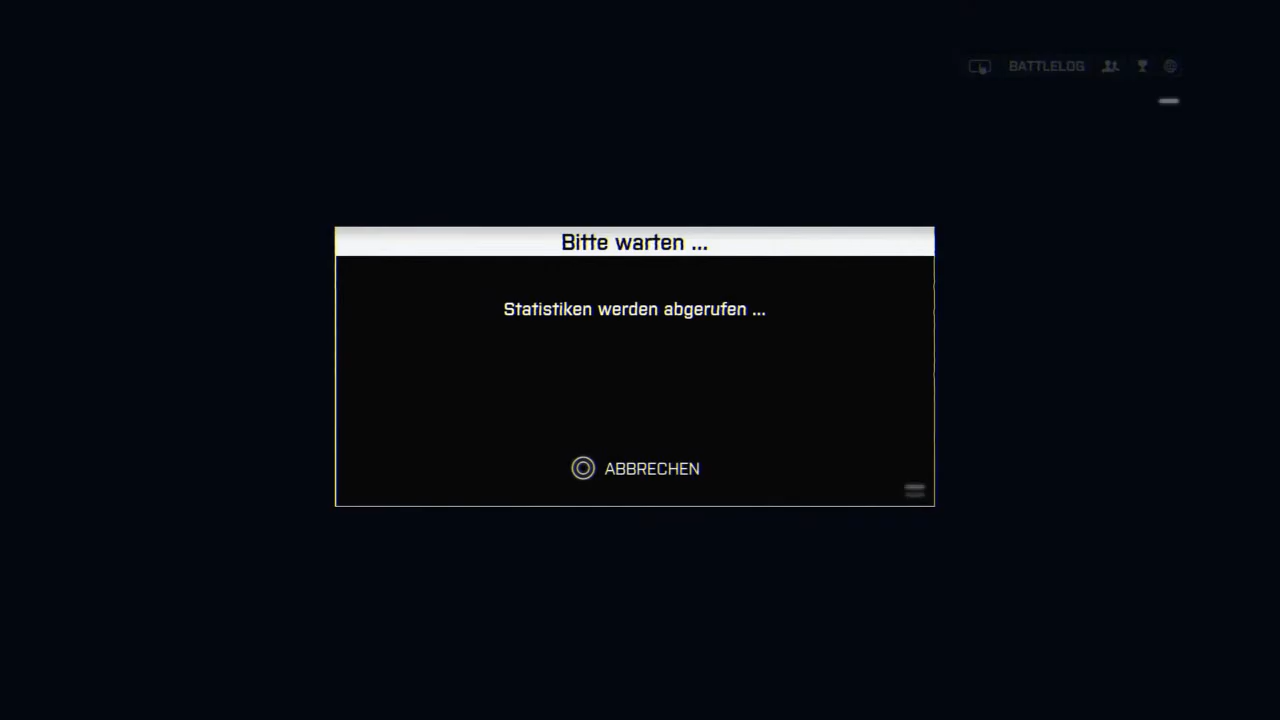 BATTLELOG
Bitte warten ...
Statistiken werden abgerufen ...
ABBRECHEN